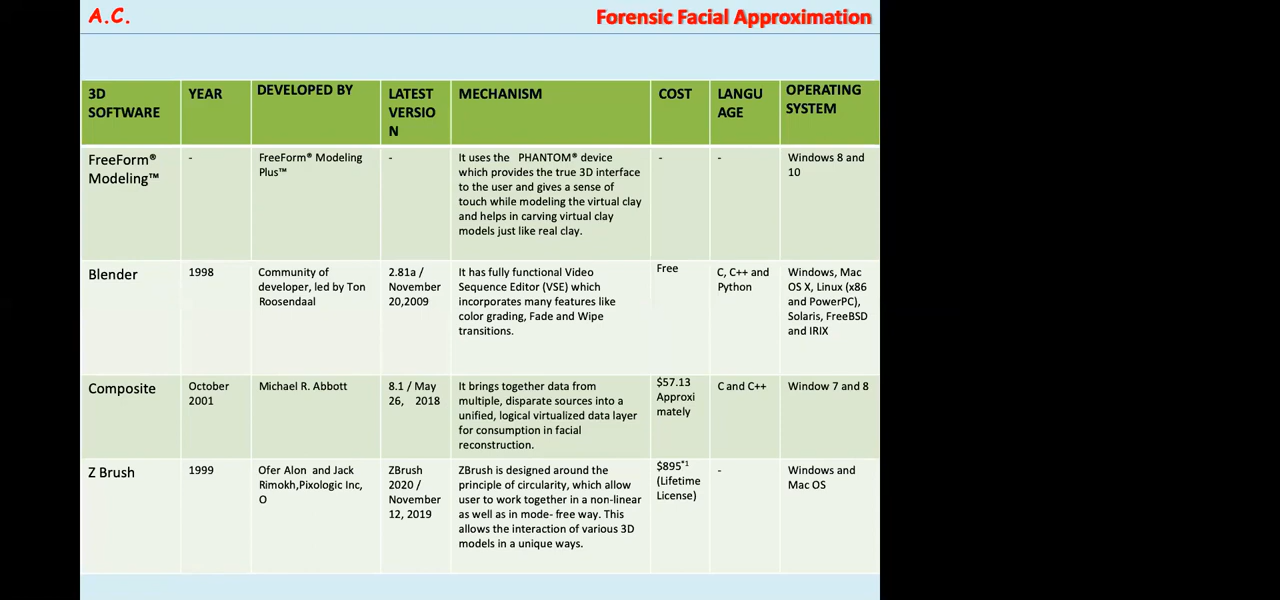 A.C.
Forensic Facial Approximation
3D
SOFTWARE
YEAR
DEVELOPED BY
LATEST
VERSIO
N
MECHANISM
COST
LANGU
AGE
OPERATING
SYSTEM
FreeForm®
Modeling™
-
FreeForm® Modeling
Plus™
-
It uses the PHANTOM® device
which provides the true 3D interface
to the user and gives a sense of
touch while modeling the virtual clay
and helps in carving virtual clay
models just like real clay.
-
-
Windows 8 and
10
Blender
1998
Community of
developer, led by Ton
Roosendaal
2.81a /
November
20,2009
It has fully functional Video
Sequence Editor (VSE) which
incorporates many features like
color grading, Fade and Wipe
transitions.
Free
C, C++ and
Python
Windows, Mac
OS X, Linux (x86
and PowerPC),
Solaris, FreeBSD
and IRIX
Composite
October
2001
Michael R. Abbott
8.1 / May
26, 2018
It brings together data from
multiple, disparate sources into a
unified, logical virtualized data layer
for consumption in facial
reconstruction.
$57.13
Approxi
mately
C and C++
Window 7 and 8
Z Brush
1999
Ofer Alon and Jack
Rimokh,Pixologic Inc,
O
ZBrush
2020 /
November
12, 2019
ZBrush is designed around the
principle of circularity, which allow
user to work together in a non-linear
as well as in mode- free way. This
allows the interaction of various 3D
models in a unique ways.
$895*1
(Lifetime
License)
-
Windows and
Mac OS